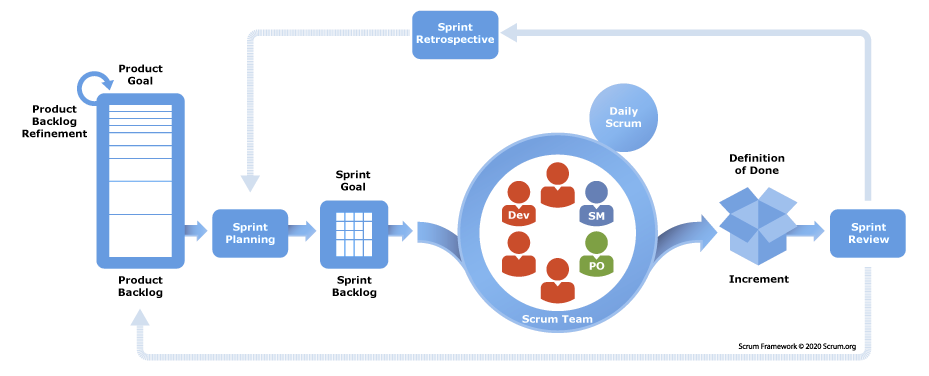 Sprint
Retrospective
Product
Goal
Product
Backlog
Refinement
Daily
Scrum
Sprint
Goal
Definition
of Done
Dev
SM
Sprint
Planning
Sprint
Review
PO
Product
Backlog
Sprint
Backlog
Increment
Scrum Team
Scrum Framework © 2020 Scrum.org